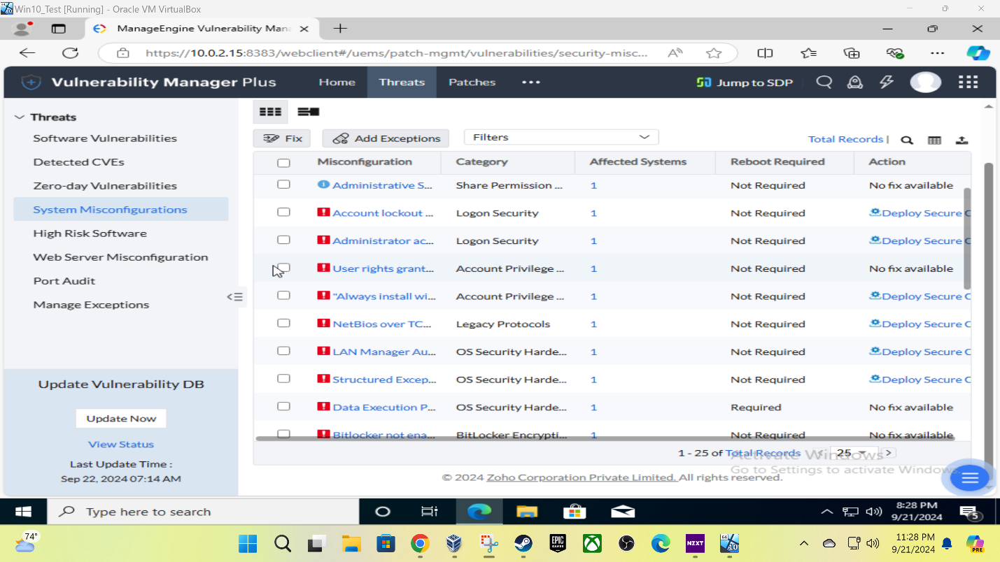 Win10_Test [Running] - Oracle VM VirtualBox
ManageEngine Vulnerability Man
https://10.0.2.15:8383/webclient#/uems/patch-mgmt/vulnerabilities/security-misc...
Vulnerability Manager Plus Home Threats Patches ••• Jump to SDP
Threats
Software Vulnerabilities
Detected CVEs
Zero-day Vulnerabilities
System Misconfigurations
High Risk Software
Web Server Misconfiguration
Port Audit
Manage Exceptions
Update Vulnerability DB
Update Now
View Status
Last Update Time :
Sep 22, 2024 07:14 AM
Fix Add Exceptions Filters Total Records |
Misconfiguration Category Affected Systems Reboot Required Action
Administrative S... Share Permission ... 1 Not Required No fix available
Account lockout ... Logon Security 1 Not Required Deploy Secure C
Administrator ac... Logon Security 1 Not Required Deploy Secure C
User rights grant... Account Privilege ... 1 Not Required No fix available
"Always install wi... Account Privilege ... 1 Not Required Deploy Secure C
NetBios over TC... Legacy Protocols 1 Not Required Deploy Secure C
LAN Manager Au... OS Security Harde... 1 Not Required Deploy Secure C
Structured Excep... OS Security Harde... 1 Not Required Deploy Secure C
Data Execution P... OS Security Harde... 1 Required No fix available
Bitlocker not ena... BitLocker Encrypti... 1 Not Required No fix available
1 - 25 of Total Records 25
Activate Windows
Go to Settings to activate Windows.
© 2024 Zoho Corporation Private Limited. All rights reserved.
Type here to search
8:28 PM
9/21/2024
5
74°
EPIC
GAMES
NZXT
64
10
11:28 PM
9/21/2024
PRE